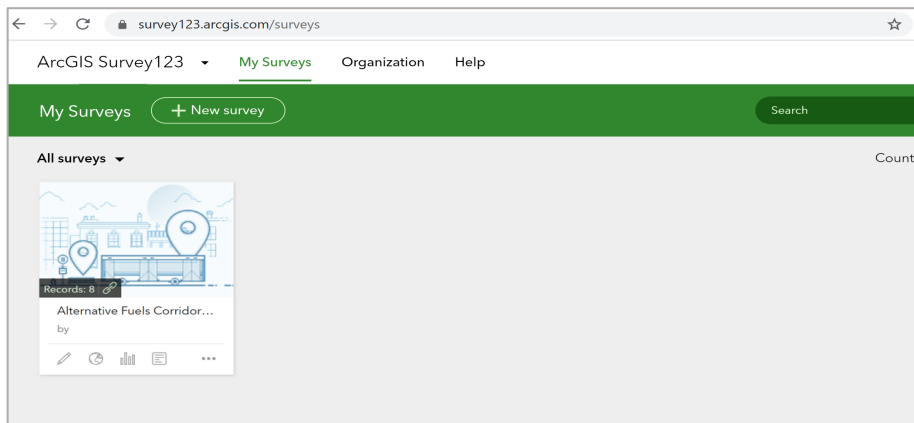 survey123.arcgis.com/surveys
ArcGIS Survey123 My Surveys Organization Help
My Surveys + New survey Search
All surveys Count
Records: 8
Alternative Fuels Corridor...
by